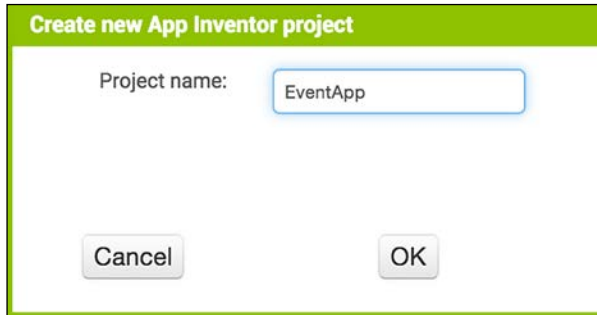 Create new App Inventor project
Project name:
EventApp
Cancel
OK